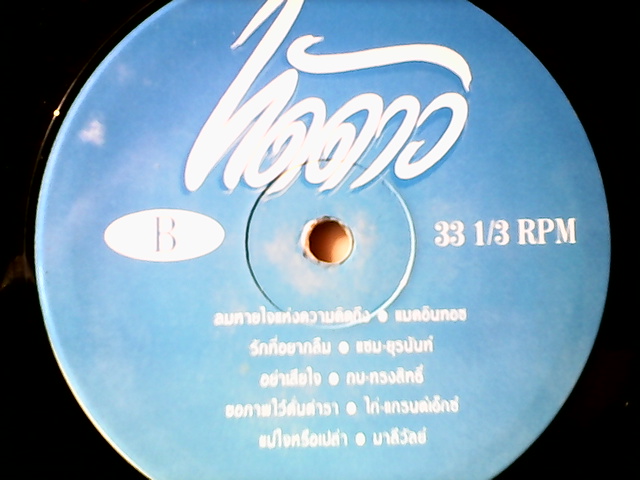 ทัดดาว
B
33 1/3 RPM
ลมหายใจแห่งความคิดถึง ● แมคอินทอช
รักที่อยากลืม ● แซม-ยุรนันท์
อย่าเสียใจ ● กบ-ทรงสิทธิ์
ขอภาพไว้ดูต่างตา ● ไก่-แกรนด์เอ็กซ์
แน่ใจหรือเปล่า ● มาลีวัลย์